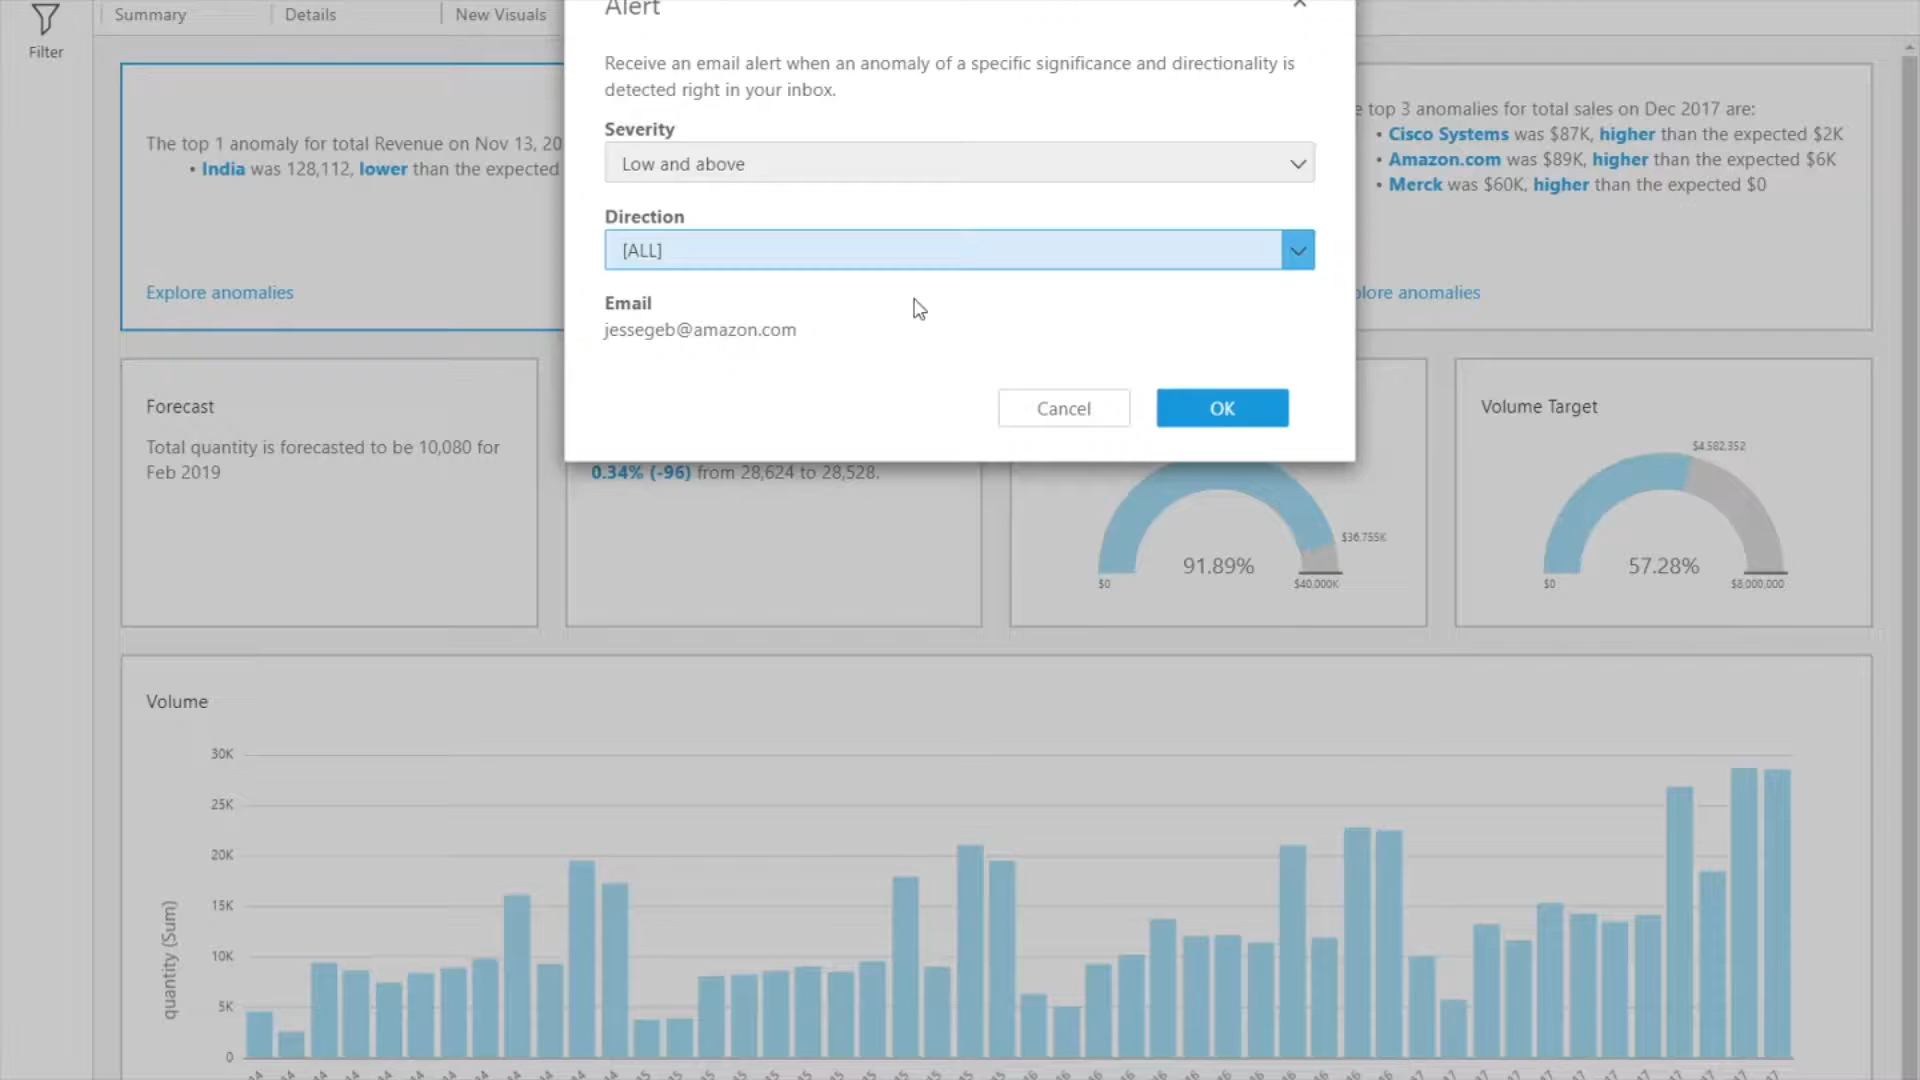 Summary
Details
New Visuals
Filter
Alert
Receive an email alert when an anomaly of a specific significance and directionality is
detected right in your inbox.
Severity
Low and above
Direction
[ALL]
Email
jessegeb@amazon.com
Cancel
OK
The top 1 anomaly for total Revenue on Nov 13, 20
• India was 128,112, lower than the expected
Explore anomalies
top 3 anomalies for total sales on Dec 2017 are:
• Cisco Systems was $87K, higher than the expected $2K
• Amazon.com was $89K, higher than the expected $6K
• Merck was $60K, higher than the expected $0
plore anomalies
Forecast
Total quantity is forecasted to be 10,080 for
Feb 2019
0.34% (-96) from 28,624 to 28,528.
91.89%
$36,755K
$0
$40,000K
Volume Target
$4,582,352
57.28%
$0
$8,000,000
Volume
quantity (Sum)
30K
25K
20K
15K
10K
5K
0